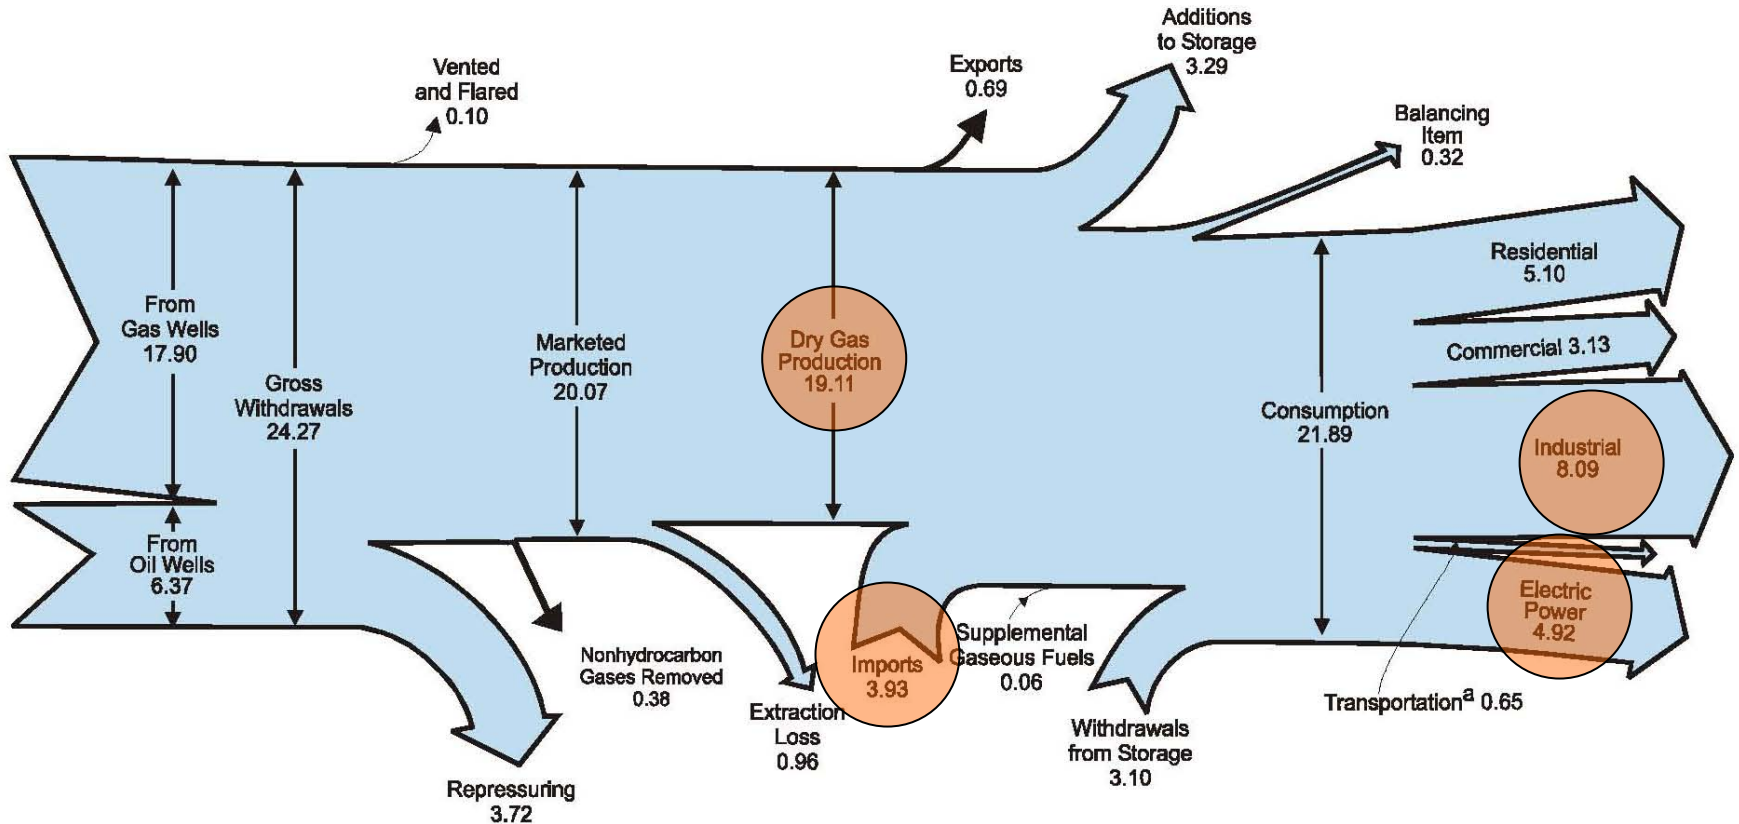 Additions
to Storage
3.29
Exports
0.69
Vented
and Flared
0.10
Balancing
Item
0.32
Residential
5.10
From
Gas Wells
17.90
Gross
Withdrawals
24.27
Marketed
Production
20.07
Dry Gas
Production
19.11
Commercial 3.13
Consumption
21.89
Industrial
8.09
From
Oil Wells
6.37
Electric
Power
4.92
Nonhydrocarbon
Gases Removed
0.38
Imports
3.93
Supplemental
Gaseous Fuels
0.06
Transportationa 0.65
Extraction
Loss
0.96
Withdrawals
from Storage
3.10
Repressuring
3.72